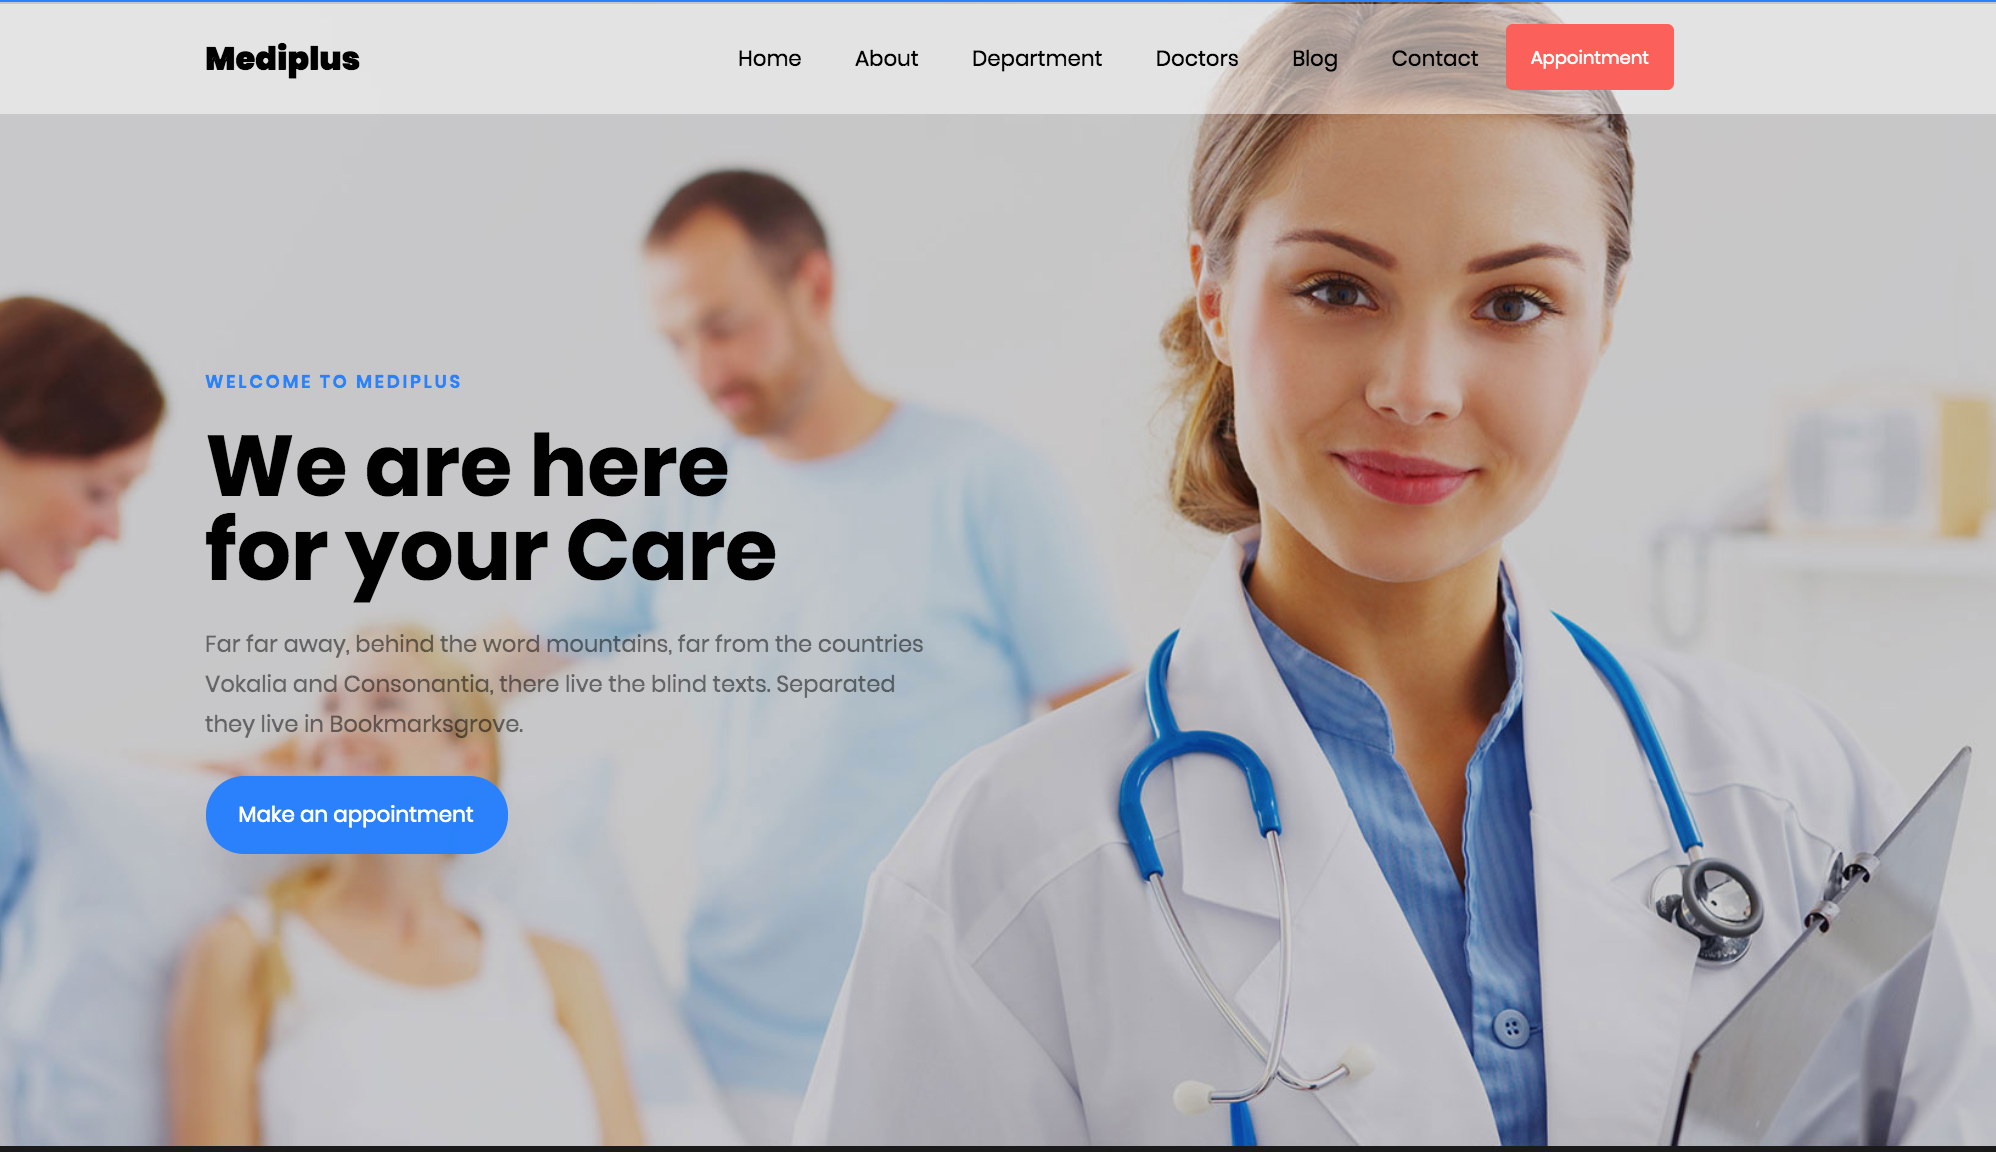 Mediplus
Home About Department Doctors Blog Contact Appointment
WELCOME TO MEDIPLUS
We are here
for your Care
Far far away, behind the word mountains, far from the countries
Vokalia and Consonantia, there live the blind texts. Separated
they live in Bookmarksgrove.
Make an appointment